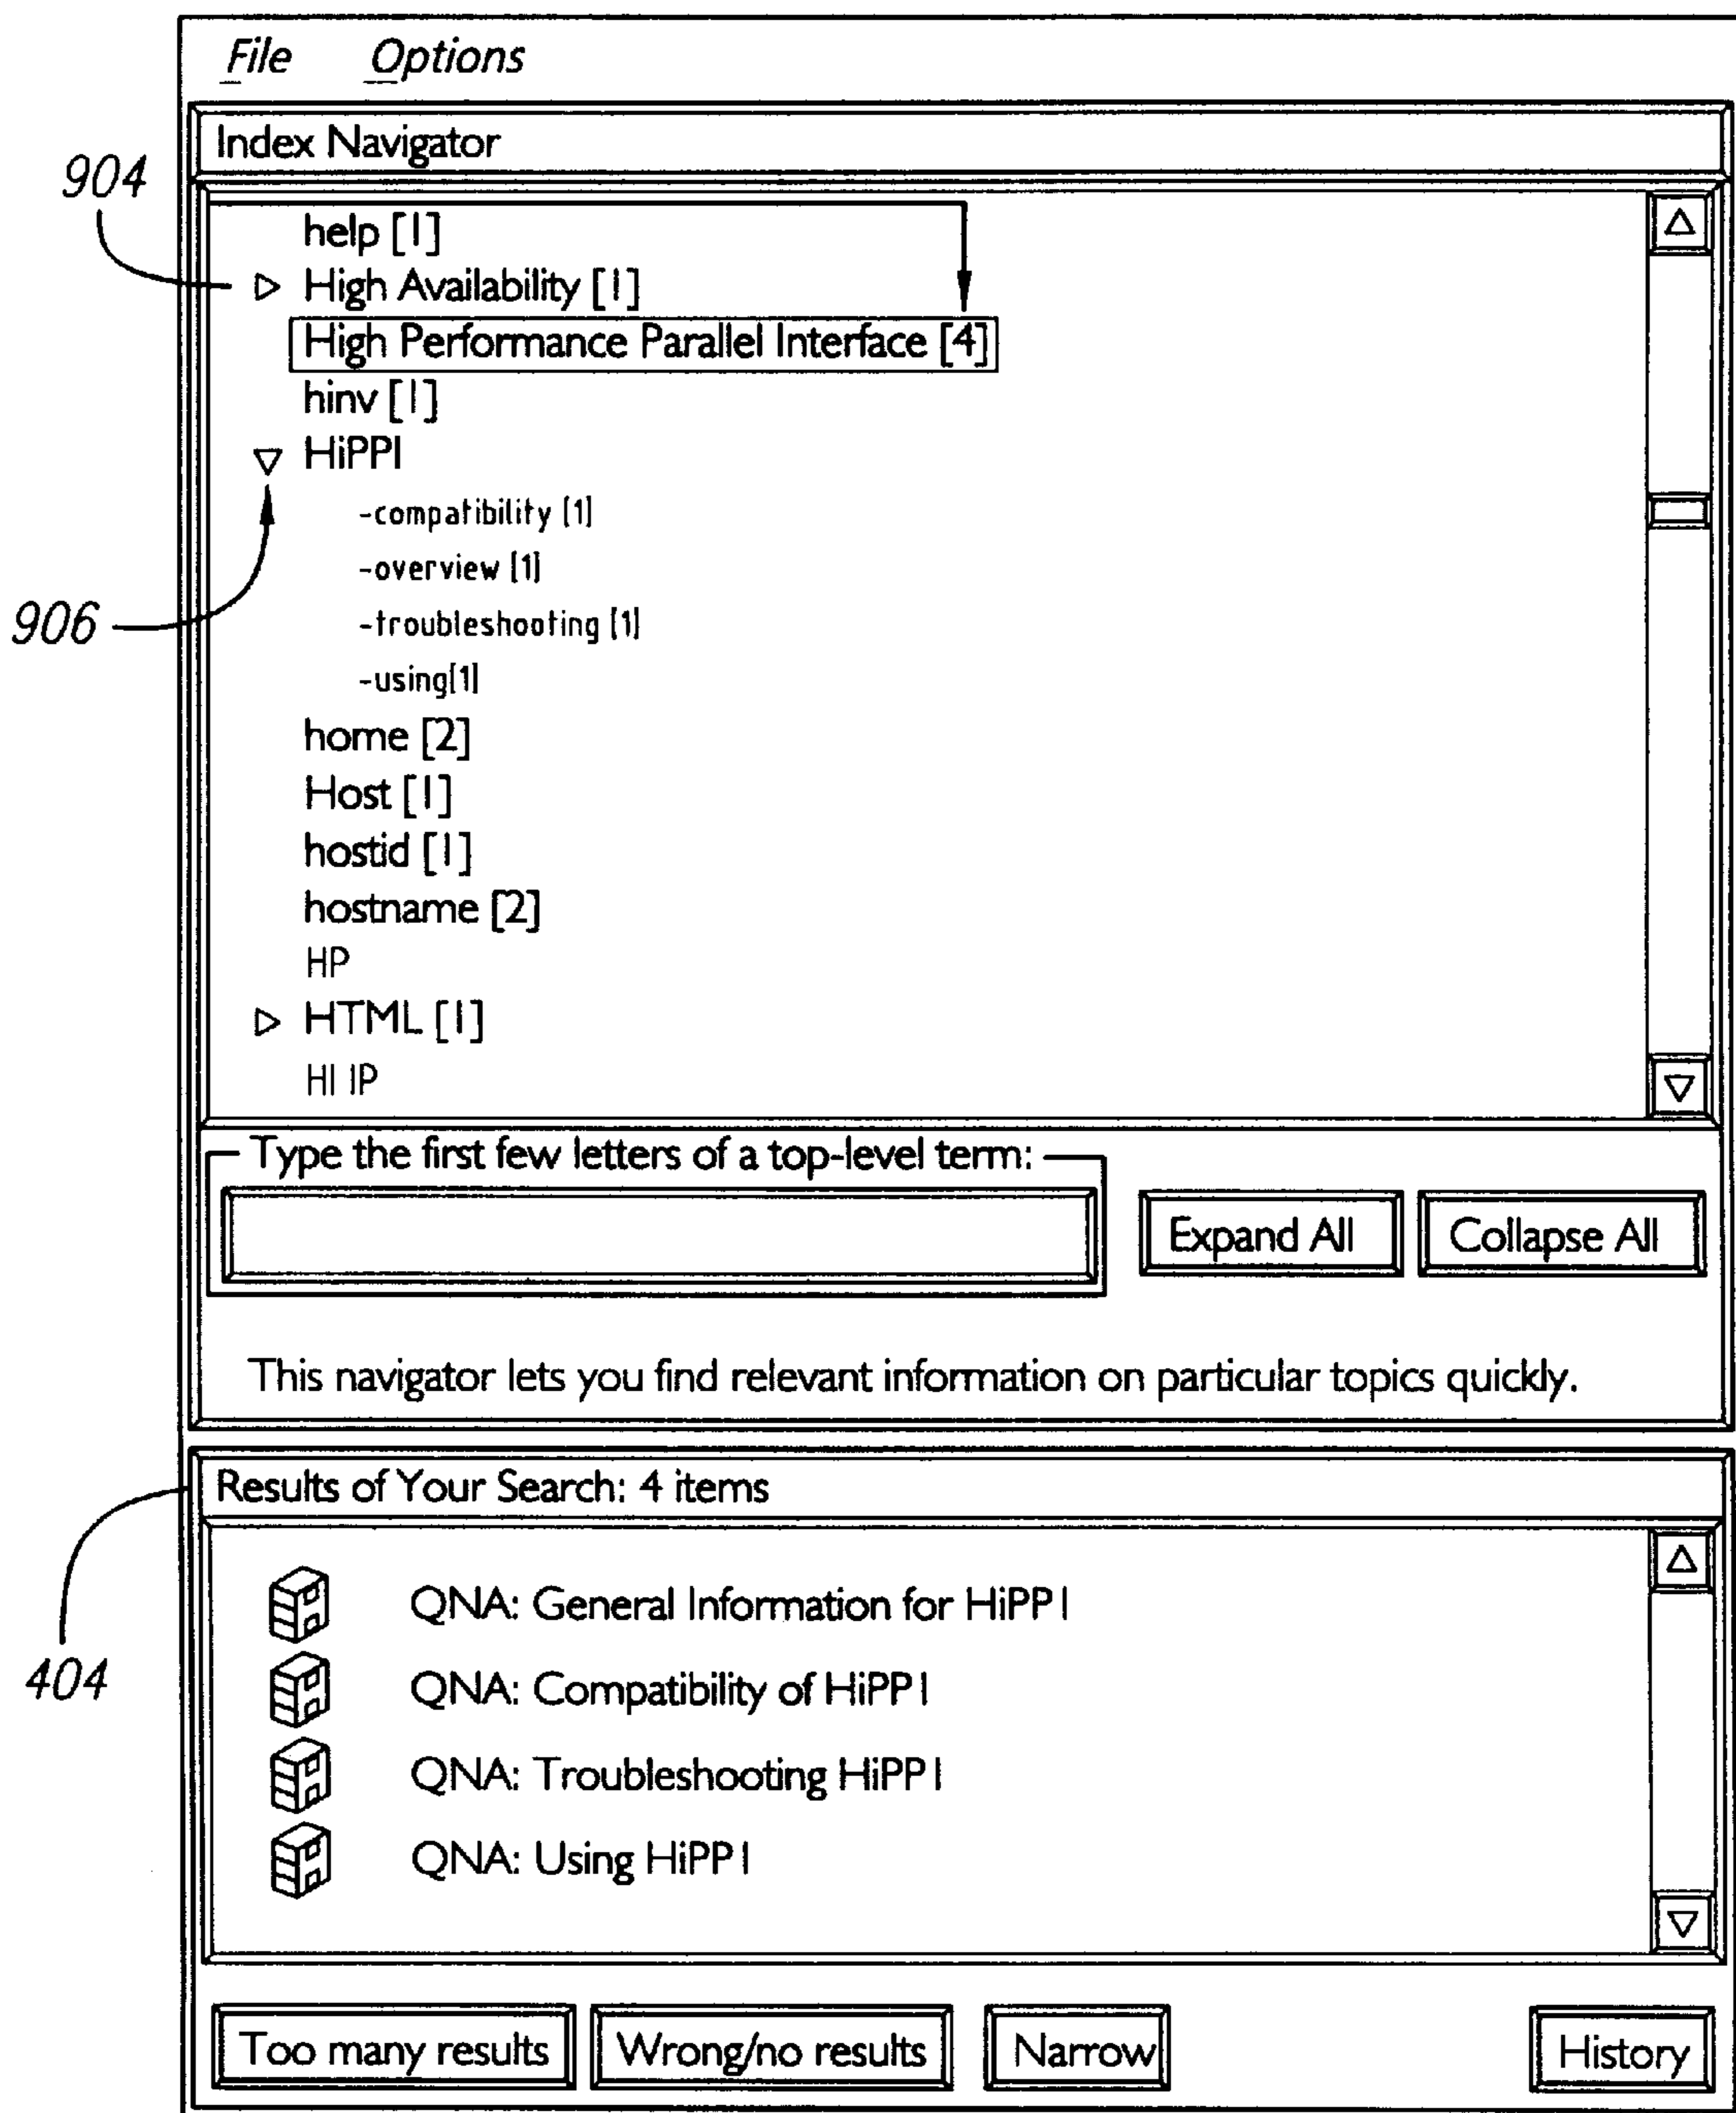 File Options
Index Navigator
904
help [1]
▷ High Availability [1]
High Performance Parallel Interface [4]
hinv [1]
▽ HiPPI
-compatibility [1]
-overview [1]
906
-troubleshooting [1]
-using[1]
home [2]
Host [1]
hostid [1]
hostname [2]
HP
▷ HTML [1]
Type the first few letters of a top-level term:
Expand All Collapse All
This navigator lets you find relevant information on particular topics quickly.
Results of Your Search: 4 items
QNA: General Information for HiPPI
404
QNA: Compatibility of HiPPI
QNA: Troubleshooting HiPPI
QNA: Using HiPPI
Too many results Wrong/no results Narrow History